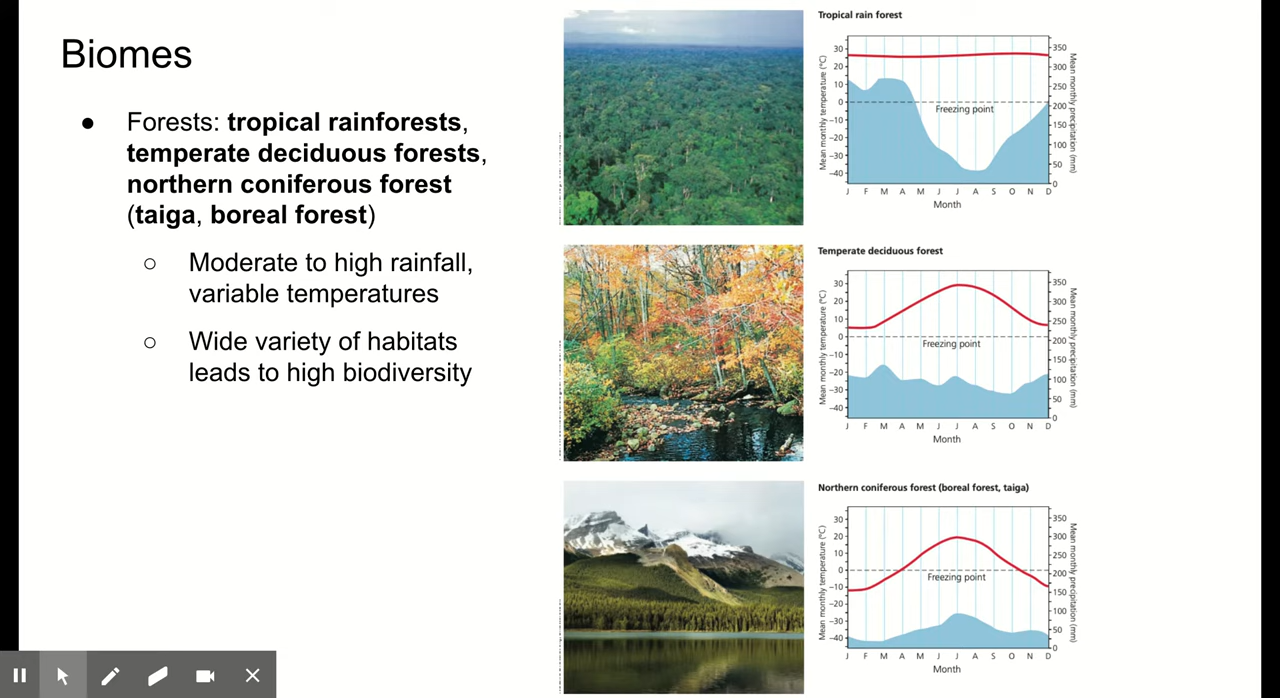 Biomes
● Forests: tropical rainforests,
temperate deciduous forests,
northern coniferous forest
(taiga, boreal forest)
○ Moderate to high rainfall,
variable temperatures
○ Wide variety of habitats
leads to high biodiversity
Tropical rain forest
Mean monthly temperature (°C)
30
20
10
0
−10
−20
−30
−40
Freezing point
350
300
250
200
150
100
50
0
Mean monthly precipitation (mm)
J F M A M J J A S O N D
Month
Temperate deciduous forest
Mean monthly temperature (°C)
30
20
10
0
−10
−20
−30
−40
Freezing point
350
300
250
200
150
100
50
0
Mean monthly precipitation (mm)
J F M A M J J A S O N D
Month
Northern coniferous forest (boreal forest, taiga)
Mean monthly temperature (°C)
30
20
10
0
−10
−20
−30
−40
Freezing point
350
300
250
200
150
100
50
0
Mean monthly precipitation (mm)
J F M A M J J A S O N D
Month